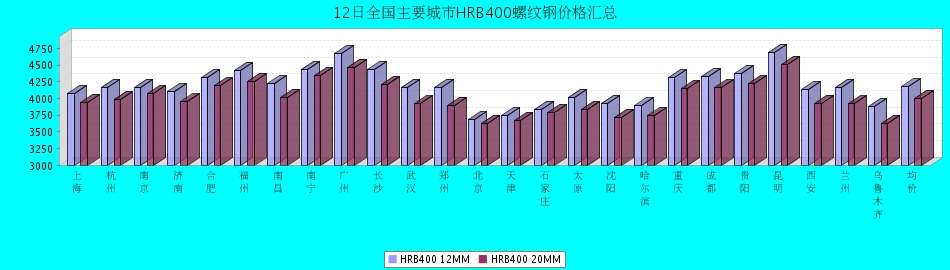 12日全国主要城市HRB400螺纹钢价格汇总
4750
4500
4250
4000
3750
3500
3250
3000
上海
杭州
南京
济南
合肥
福州
南昌
南宁
广州
长沙
武汉
郑州
北京
天津
石家庄
太原
沈阳
哈尔滨
重庆
成都
贵阳
昆明
西安
兰州
乌鲁木齐
均价
HRB400 12MM HRB400 20MM